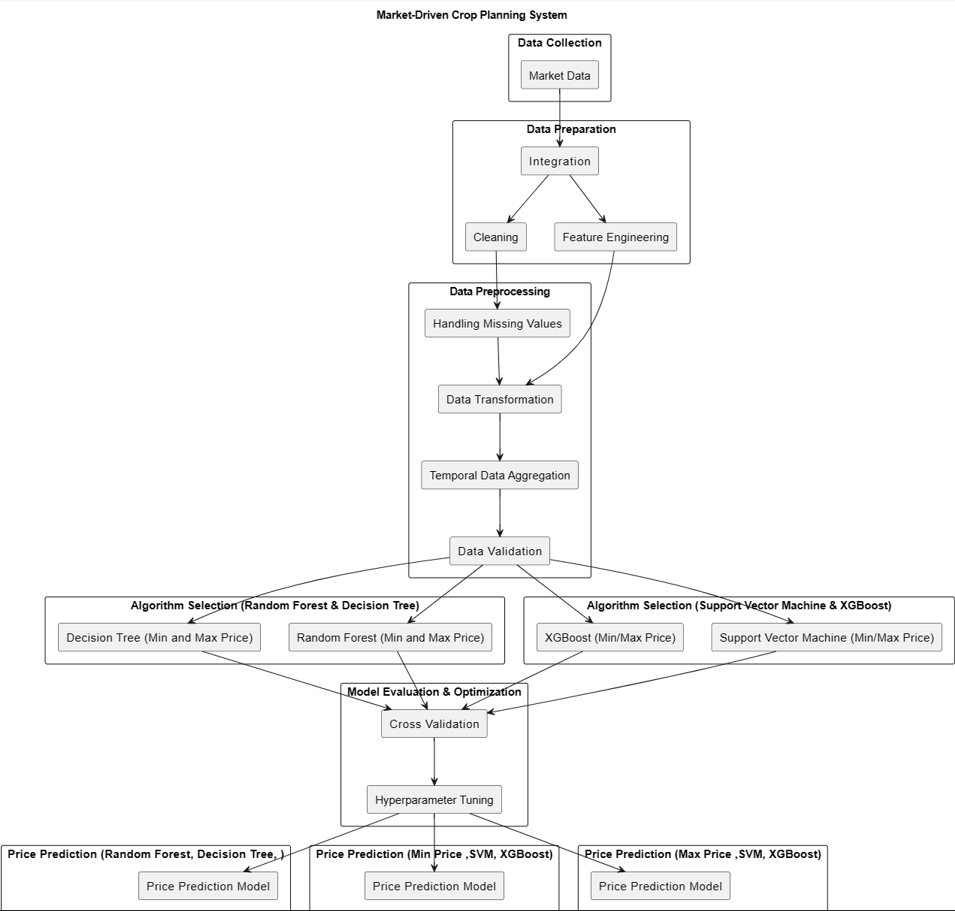 Market-Driven Crop Planning System
Data Collection
Market Data
Data Preparation
Integration
Cleaning
Feature Engineering
Data Preprocessing
Handling Missing Values
Data Transformation
Temporal Data Aggregation
Data Validation
Algorithm Selection (Random Forest & Decision Tree)
Decision Tree (Min and Max Price)
Random Forest (Min and Max Price)
Algorithm Selection (Support Vector Machine & XGBoost)
XGBoost (Min/Max Price)
Support Vector Machine (Min/Max Price)
Model Evaluation & Optimization
Cross Validation
Hyperparameter Tuning
Price Prediction (Random Forest, Decision Tree, )
Price Prediction Model
Price Prediction (Min Price ,SVM, XGBoost)
Price Prediction Model
Price Prediction (Max Price ,SVM, XGBoost)
Price Prediction Model